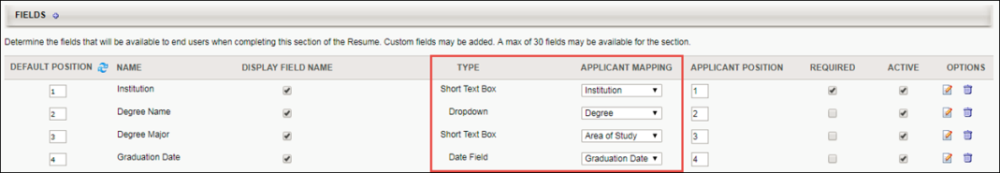 FIELDS
Determine the fields that will be available to end users when completing this section of the Resume. Custom fields may be added. A max of 30 fields may be available for the section.
DEFAULT POSITION NAME DISPLAY FIELD NAME TYPE APPLICANT MAPPING APPLICANT POSITION REQUIRED ACTIVE OPTIONS
1 Institution Short Text Box Institution 1
2 Degree Name Dropdown Degree 2
3 Degree Major Short Text Box Area of Study 3
4 Graduation Date Date Field Graduation Date 4